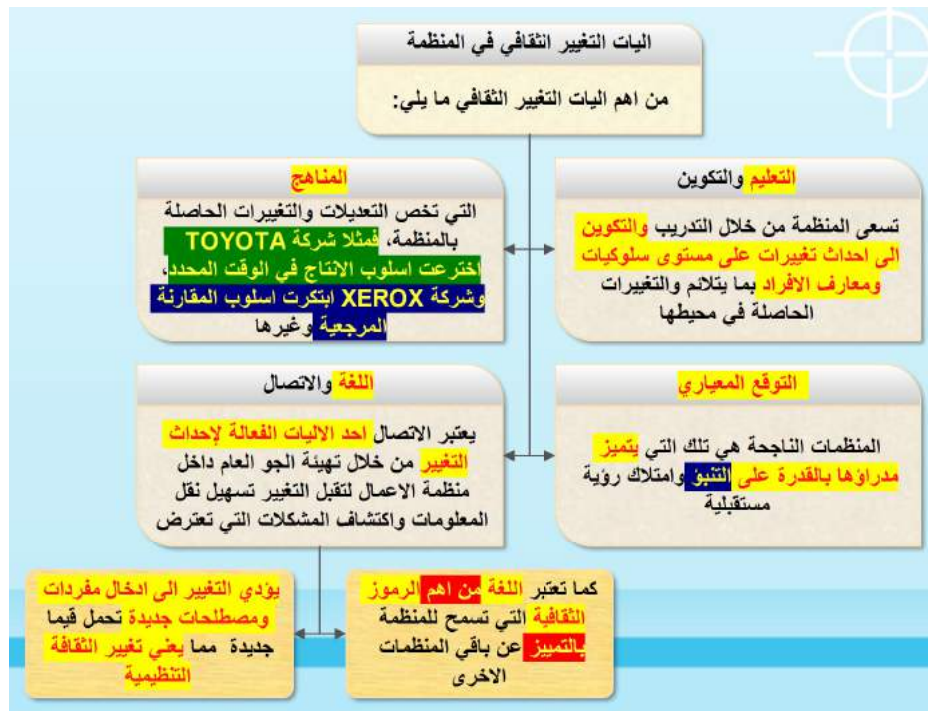 اليات التغيير الثقافي في المنظمة
من اهم اليات التغيير الثقافي ما يلي:
التعليم والتكوين
تسعى المنظمة من خلال التدريب والتكوين
الى احداث تغييرات على مستوى سلوكيات
ومعارف الافراد بما يتلائم والتغييرات
الحاصلة في محيطها
المناهج
التي تخص التعديلات والتغييرات الحاصلة
بالمنظمة، فمثلا شركة TOYOTA
اخترعت اسلوب الانتاج في الوقت المحدد،
وشركة XEROX ابتكرت اسلوب المقارنة
المرجعية وغيرها
التوقع المعياري
المنظمات الناجحة هي تلك التي يتميز
مدراؤها بالقدرة على التنبؤ وامتلاك رؤية
مستقبلية
اللغة والاتصال
يعتبر الاتصال احد الاليات الفعالة لإحداث
التغيير من خلال تهيئة الجو العام داخل
منظمة الاعمال لتقبل التغيير تسهيل نقل
المعلومات واكتشاف المشكلات التي تعترض
كما تعتبر اللغة من اهم الرموز
الثقافية التي تسمح للمنظمة
بالتمييز عن باقي المنظمات
الاخرى
يؤدي التغيير الى ادخال مفردات
ومصطلحات جديدة تحمل قيما
جديدة مما يعني تغيير الثقافة
التنظيمية